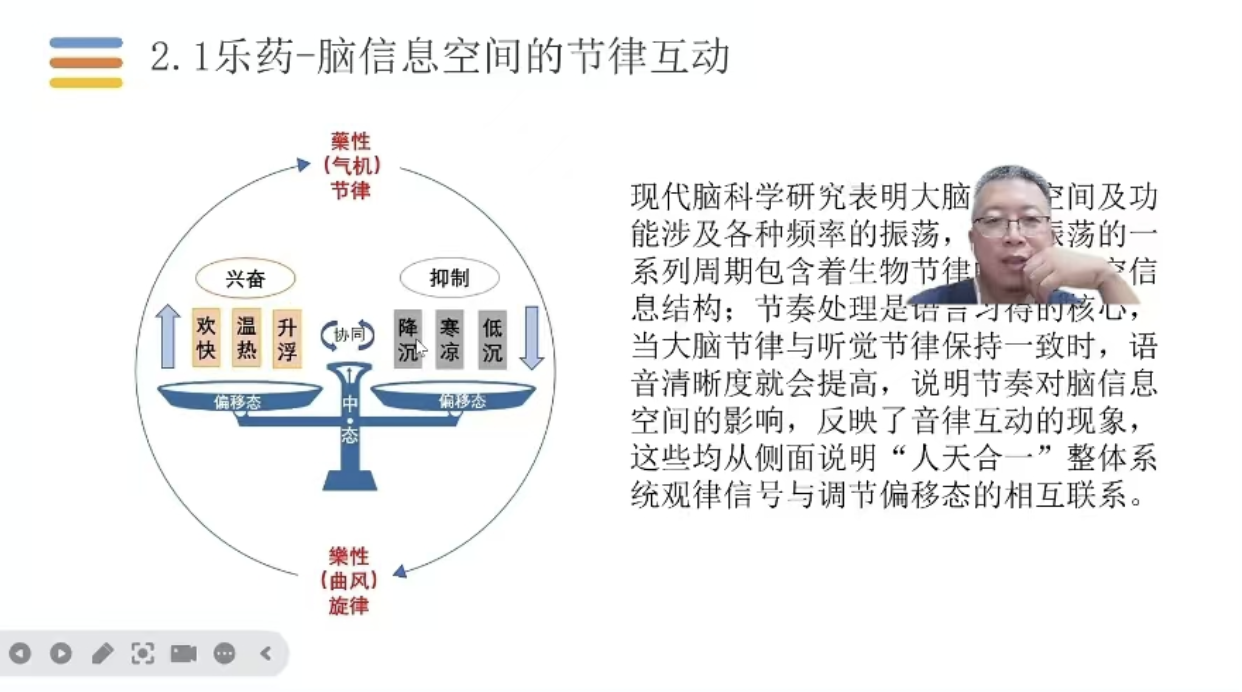 2.1乐药-脑信息空间的节律互动
藥性
(气机)
节律
兴奋
抑制
欢快
温热
升浮
协同
降沉
寒凉
低沉
偏移态
中·态
偏移态
樂性
(曲风)
旋律
现代脑科学研究表明大脑 空间及功
能涉及各种频率的振荡， 振荡的一
系列周期包含着生物节律 空信
息结构；节奏处理是语言习得的核心，
当大脑节律与听觉节律保持一致时，语
音清晰度就会提高，说明节奏对脑信息
空间的影响，反映了音律互动的现象，
这些均从侧面说明“人天合一”整体系
统观律信号与调节偏移态的相互联系。